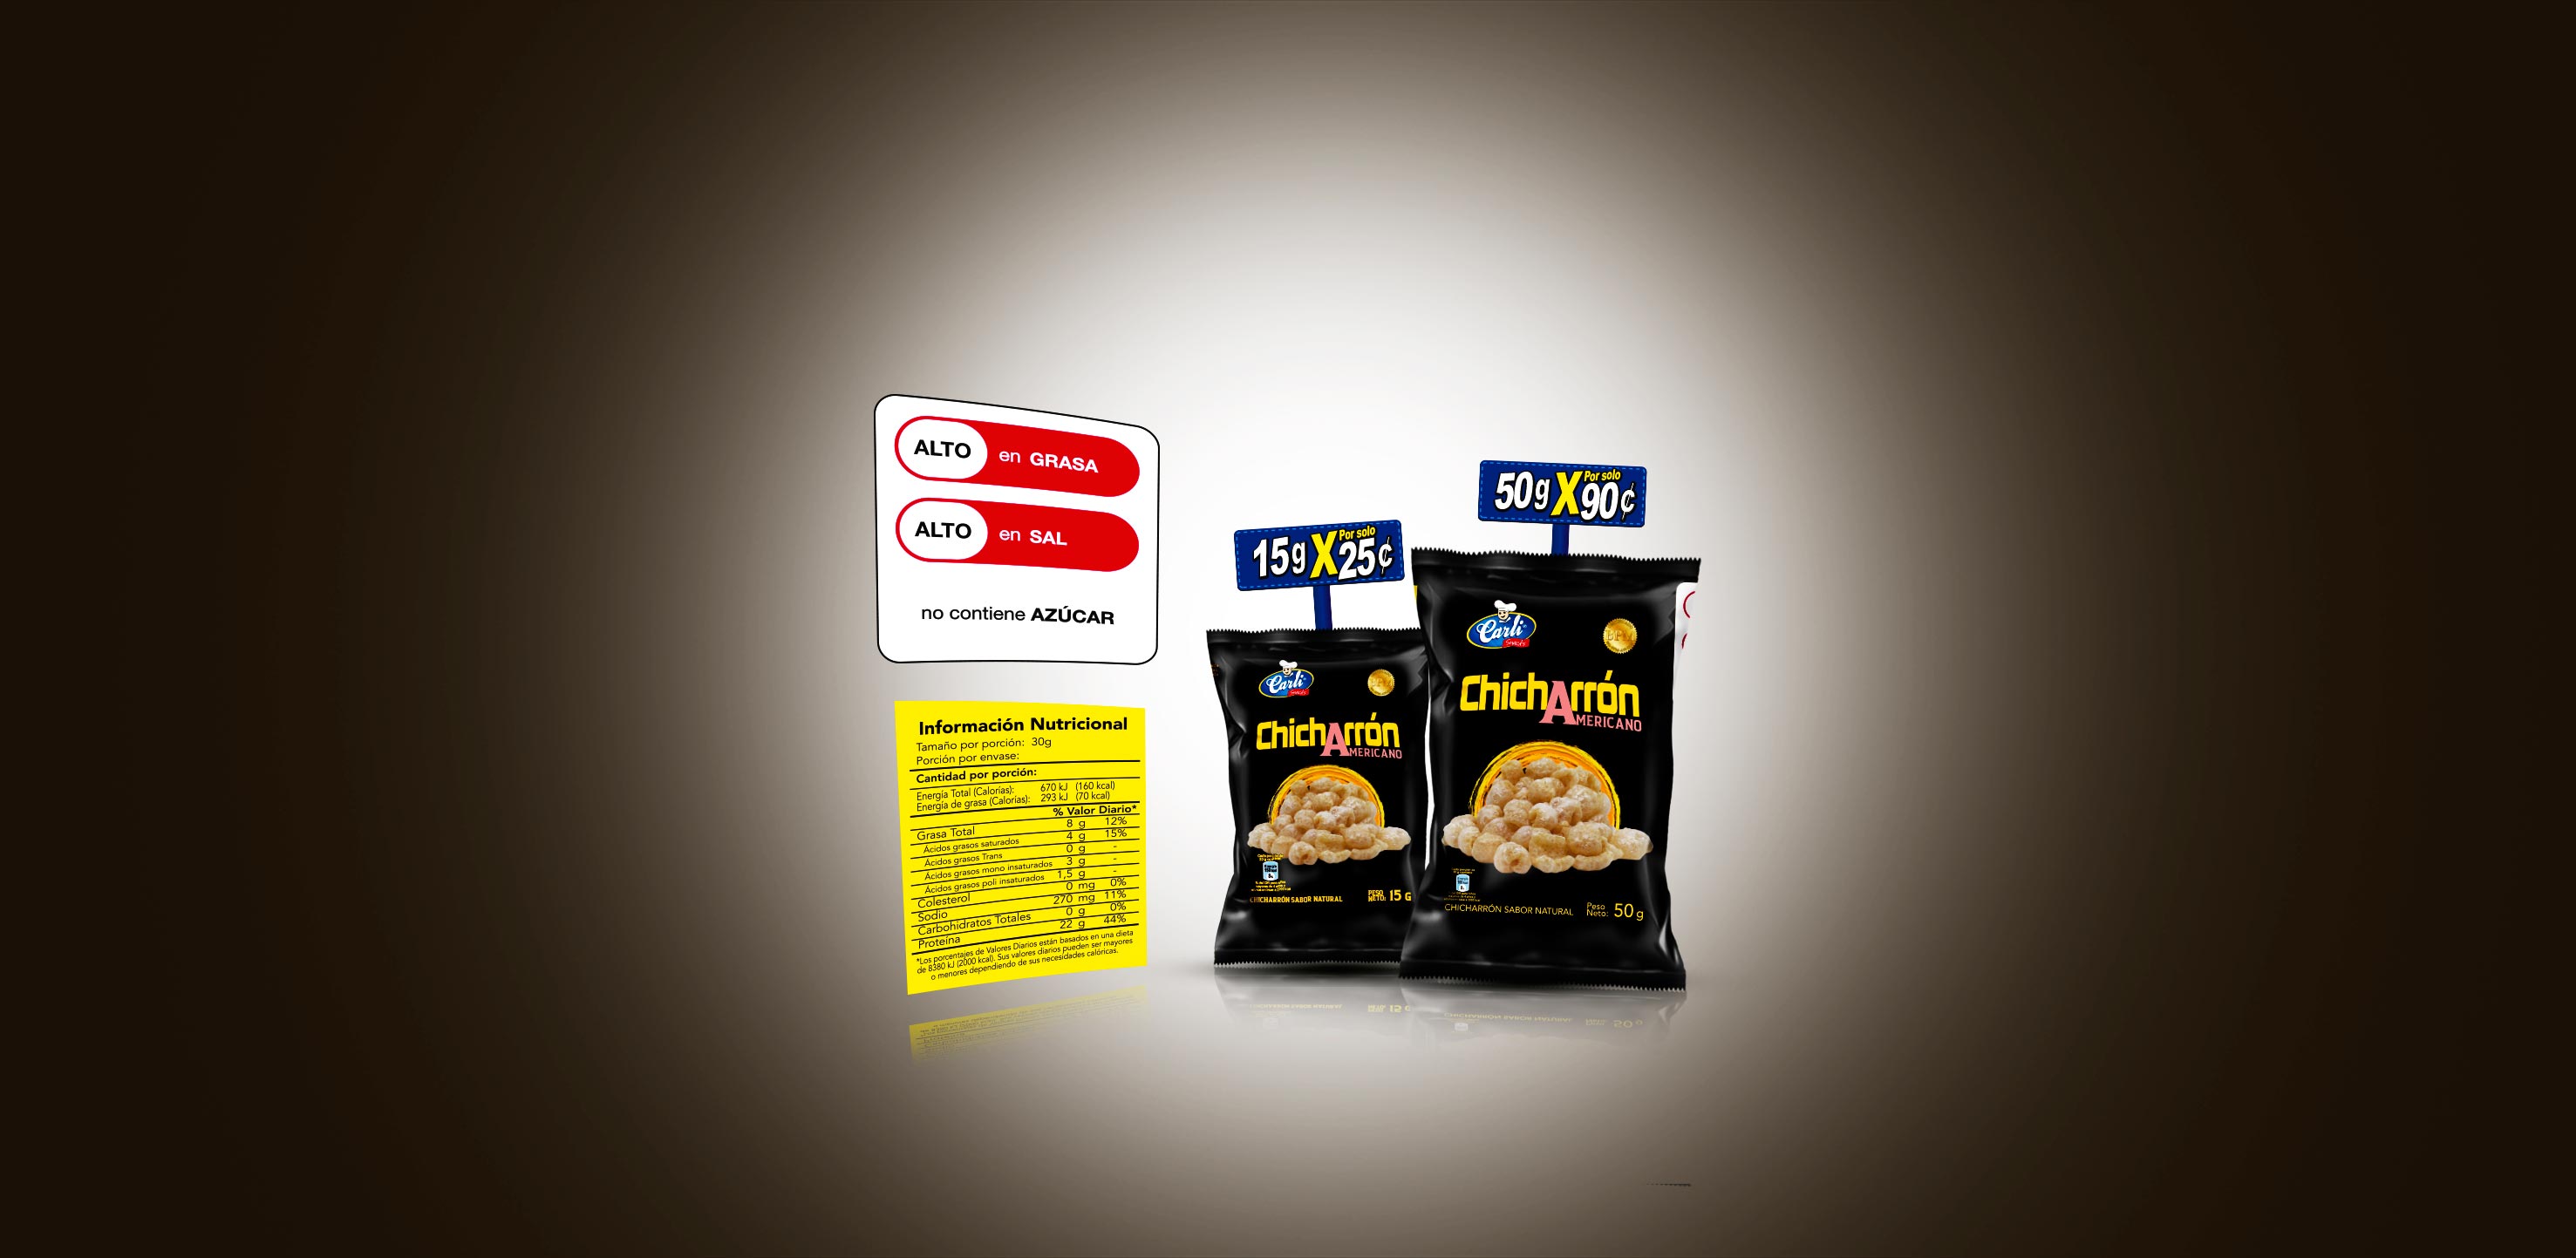 ALTO en GRASA
ALTO en SAL
no contiene AZÚCAR
Información Nutricional
Tamaño por porción: 30g
Porción por envase:
Cantidad por porción:
Energía Total (Calorías): 670 kJ (160 kcal)
Energía de grasa (Calorías): 293 kJ (70 kcal)
% Valor Diario*
Grasa Total 8 g 12%
Ácidos grasos saturados 4 g 15%
Ácidos grasos Trans 0 g -
Ácidos grasos mono insaturados 3 g -
Ácidos grasos poli insaturados 1,5 g -
Colesterol 0 mg 0%
Sodio 270 mg 11%
Carbohidratos Totales 0 g 0%
Proteína 22 g 44%
*Los porcentajes de Valores Diarios están basados en una dieta
de 8380 kJ (2000 kcal). Sus valores diarios pueden ser mayores
o menores dependiendo de sus necesidades calóricas.
15g X Por solo 25¢
Carli
Snacks
ChichArrón
AMERICANO
CHICHARRÓN SABOR NATURAL
PESO
NETO: 15 G
50g X Por solo 90¢
Carli
Snacks
ChichArrón
AMERICANO
CHICHARRÓN SABOR NATURAL
Peso
Neto: 50 g